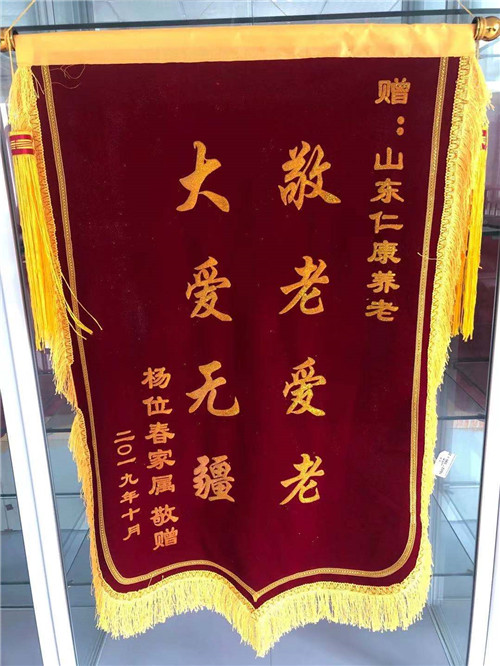 赠：山东仁康养老
敬老爱老
大爱无疆
杨位春家属 敬赠
二〇一九年十月